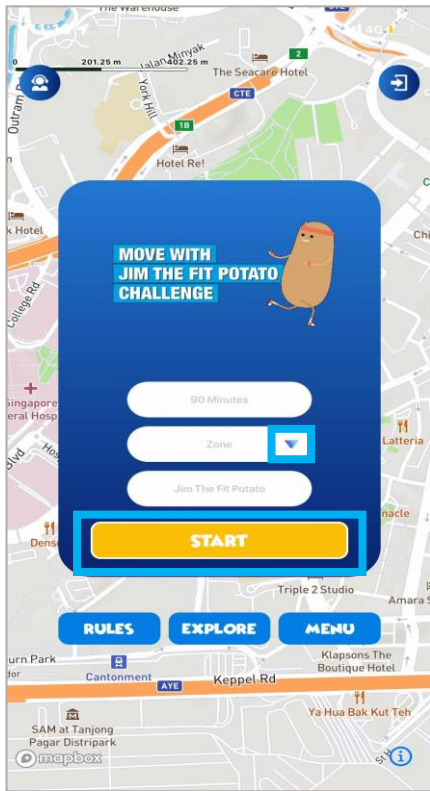 The Warehouse
CTE
4G
201.25 m
402.25 m
Jalan Minyak
2
The Seacare Hotel
CTE
York Hill
1B
Hotel Re!
k Hotel
MOVE WITH
JIM THE FIT POTATO
CHALLENGE
College Rd
90 Minutes
Singapore
eral Hosp
Zone
Latteria
Jim The Fit Potato
nacle
START
Dens
Triple 2 Studio
Amara S
RULES
EXPLORE
MENU
urn Park
Klapsons The
Boutique Hotel
Cantonment
AYE
Keppel Rd
Ya Hua Bak Kut Teh
SAM at Tanjong
Pagar Distripark
mapbox